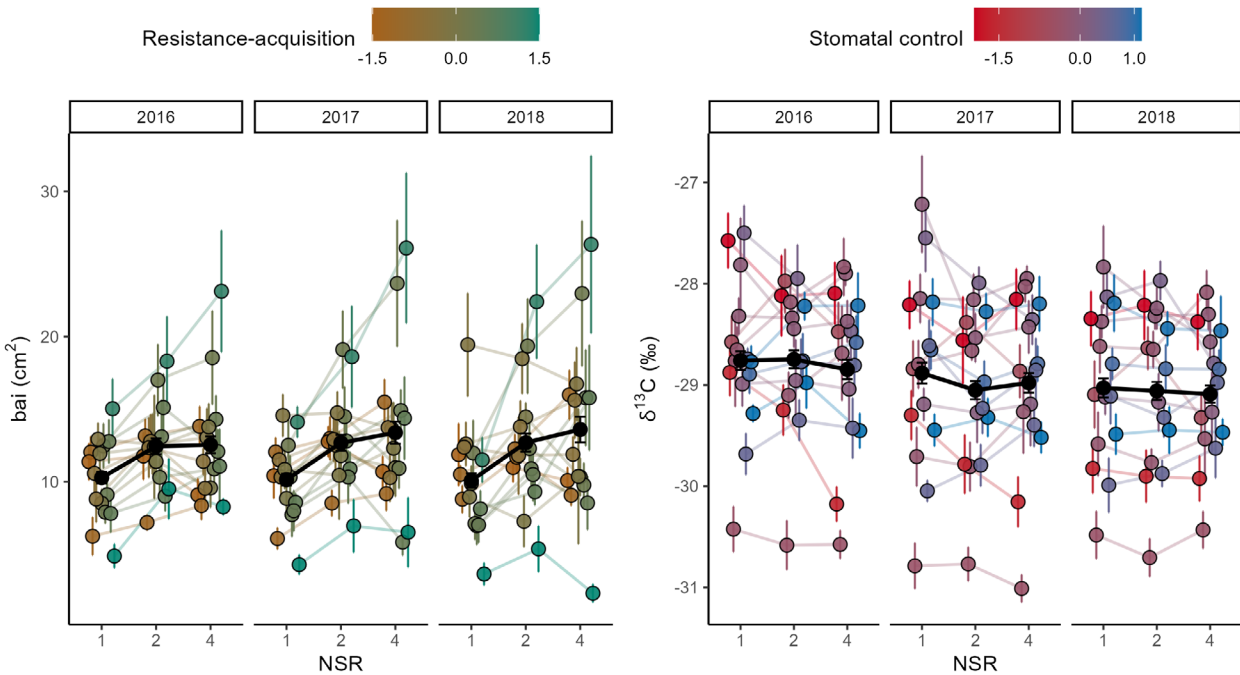 Resistance-acquisition
-1.5 0.0 1.5
Stomatal control
-1.5 0.0 1.0
2016 2017 2018
bai (cm²)
30
20
10
1 2 4 1 2 4 1 2 4
NSR
2016 2017 2018
δ¹³C (‰)
-27
-28
-29
-30
-31
1 2 4 1 2 4 1 2 4
NSR